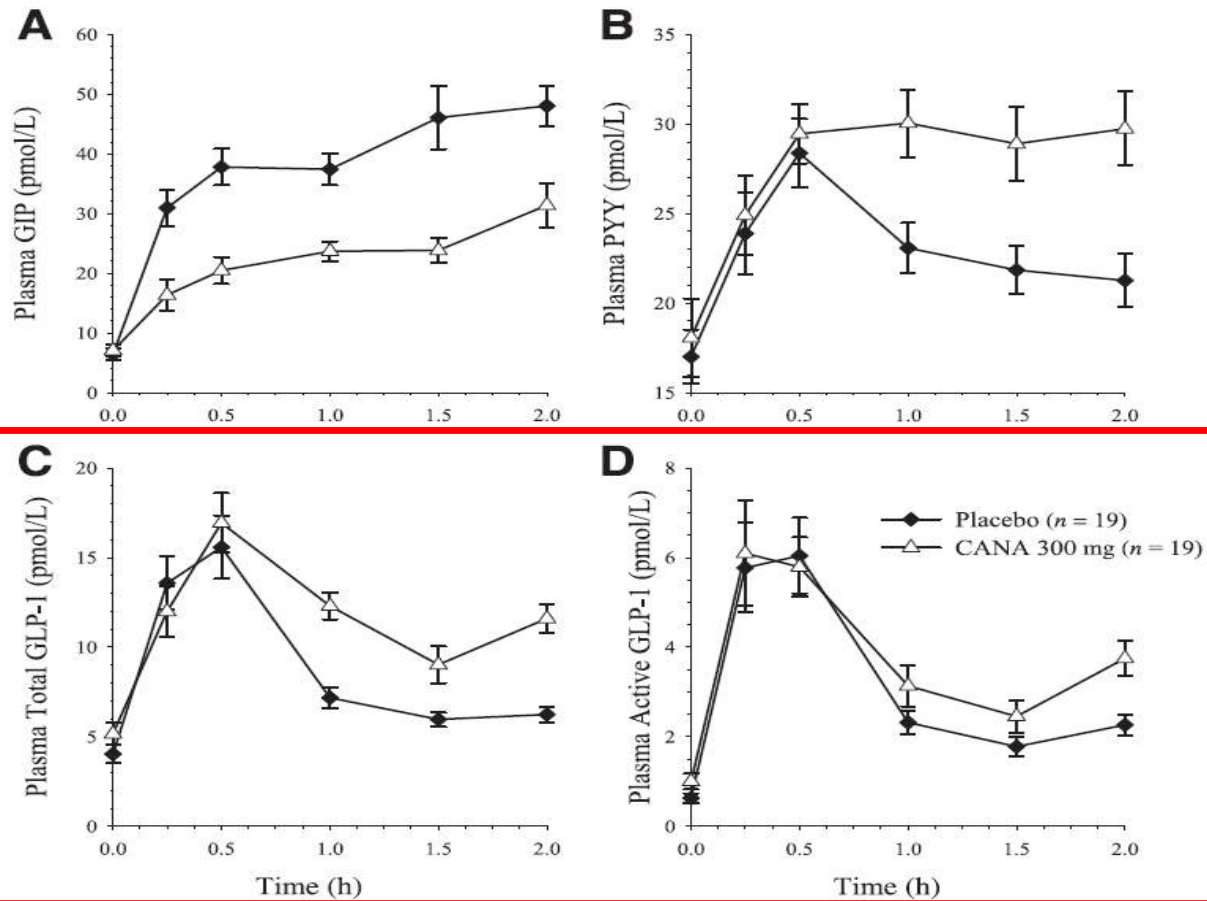 A
Plasma GIP (pmol/L)
60
50
40
30
20
10
0
0.0 0.5 1.0 1.5 2.0
B
Plasma PYY (pmol/L)
35
30
25
20
15
0.0 0.5 1.0 1.5 2.0
C
Plasma Total GLP-1 (pmol/L)
20
15
10
5
0
0.0 0.5 1.0 1.5 2.0
Time (h)
D
Plasma Active GLP-1 (pmol/L)
8
6
4
2
0
Placebo (n = 19)
CANA 300 mg (n = 19)
0.0 0.5 1.0 1.5 2.0
Time (h)